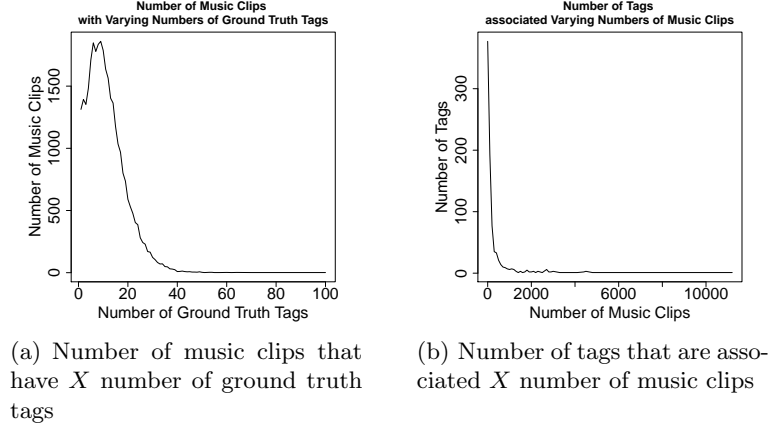 Number of Music Clips
with Varying Numbers of Ground Truth Tags
Number of Music Clips
0 500 1000 1500
0 20 40 60 80 100
Number of Ground Truth Tags
(a) Number of music clips that
have X number of ground truth
tags
Number of Tags
associated Varying Numbers of Music Clips
Number of Tags
0 100 200 300
0 2000 6000 10000
Number of Music Clips
(b) Number of tags that are asso-
ciated X number of music clips